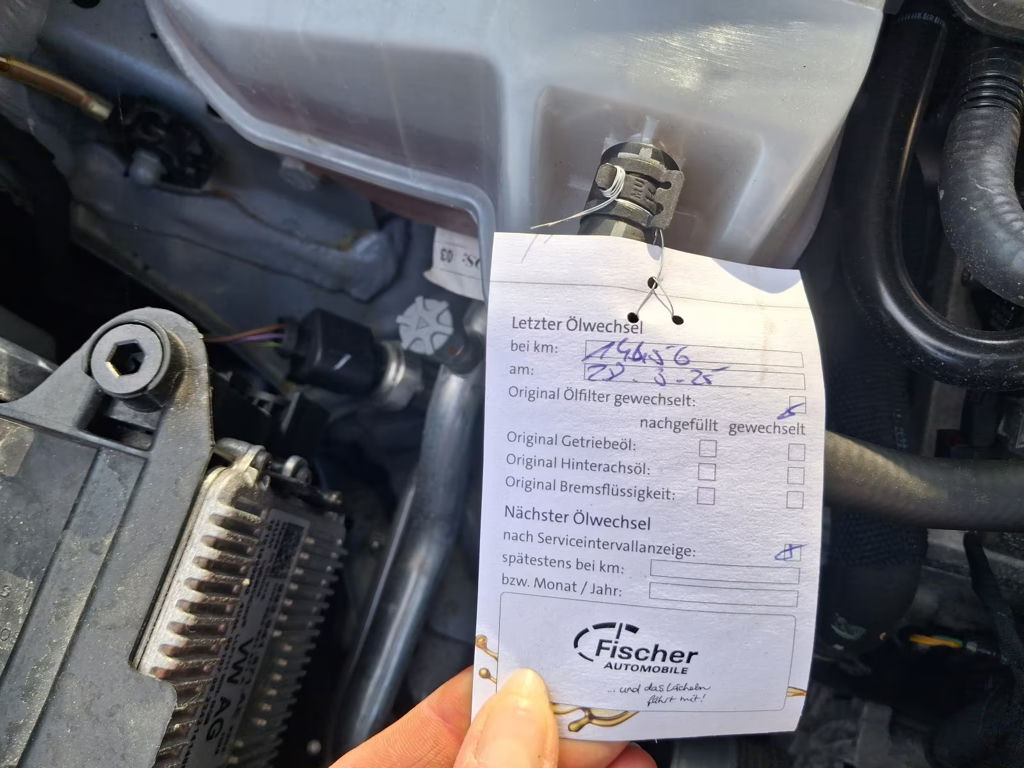 Letzter Ölwechsel
bei km:
am:
Original Ölfilter gewechselt:
nachgefüllt gewechselt
Original Getriebeöl:
Original Hinterachsöl:
Original Bremsflüssigkeit:
Nächster Ölwechsel
nach Serviceintervallanzeige:
spätestens bei km:
bzw. Monat / Jahr:
Fischer
AUTOMOBILE
...und das Lächeln
fährt mit!
VW AG